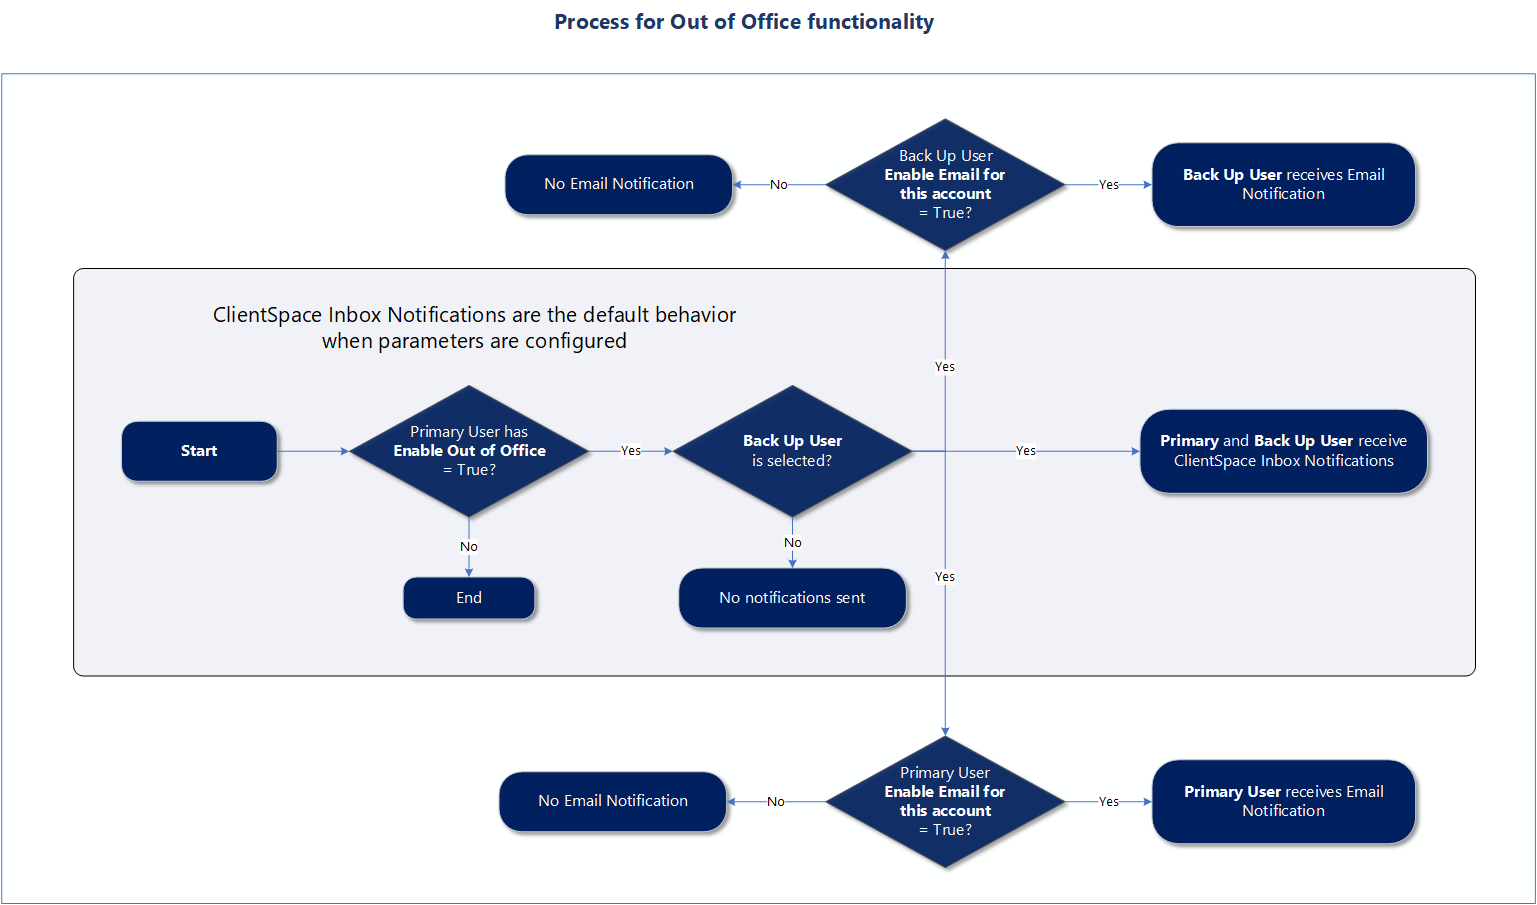 Process for Out of Office functionality
Back Up User
Enable Email for
this account
= True?
No Email Notification
No
Yes
Back Up User receives Email
Notification
ClientSpace Inbox Notifications are the default behavior
when parameters are configured
Yes
Start
Primary User has
Enable Out of Office
= True?
Yes
Back Up User
is selected?
Yes
Primary and Back Up User receive
ClientSpace Inbox Notifications
No
No
End
No notifications sent
Yes
Primary User
Enable Email for
this account
= True?
No Email Notification
No
Yes
Primary User receives Email
Notification